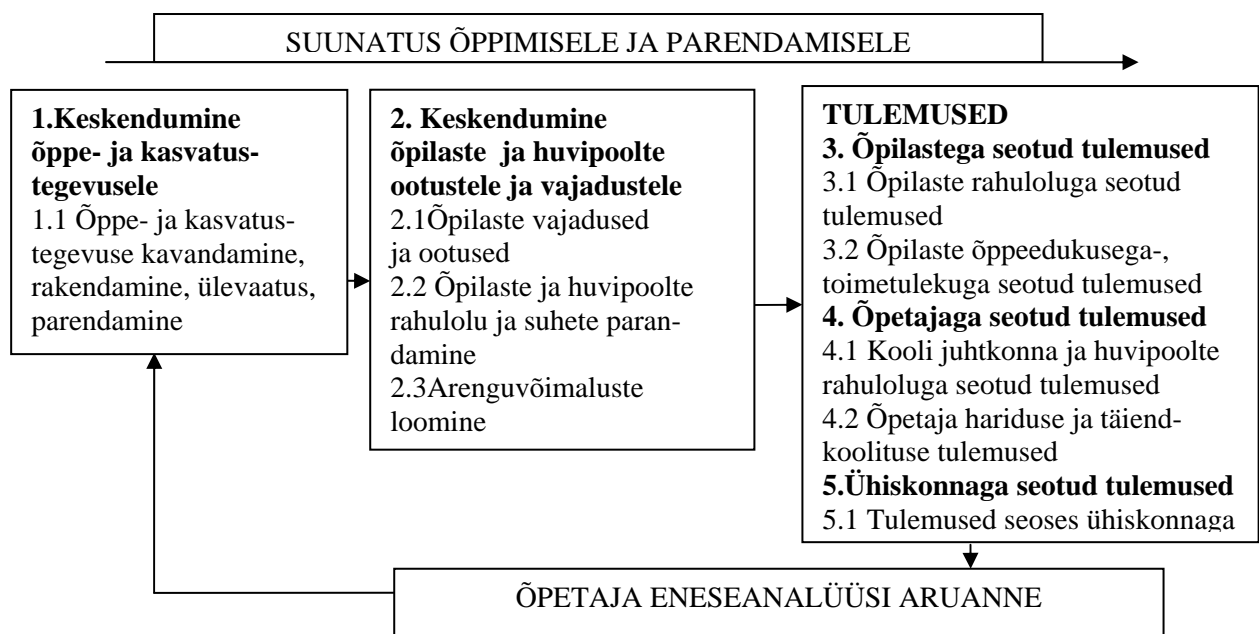 SUUNATUS ÕPPIMISELE JA PARENDAMISELE
1.Keskendumine
õppe- ja kasvatus-
tegevusele
1.1 Õppe- ja kasvatus-
tegevuse kavandamine,
rakendamine, ülevaatus,
parendamine
2. Keskendumine
õpilaste ja huvipoolte
ootustele ja vajadustele
2.1Õpilaste vajadused
ja ootused
2.2 Õpilaste ja huvipoolte
rahulolu ja suhete paran-
damine
2.3Arenguvõimaluste
loomine
TULEMUSED
3. Õpilastega seotud tulemused
3.1 Õpilaste rahuloluga seotud
tulemused
3.2 Õpilaste õppeedukusega-,
toimetulekuga seotud tulemused
4. Õpetajaga seotud tulemused
4.1 Kooli juhtkonna ja huvipoolte
rahuloluga seotud tulemused
4.2 Õpetaja hariduse ja täiend-
koolituse tulemused
5.Ühiskonnaga seotud tulemused
5.1 Tulemused seoses ühiskonnaga
ÕPETAJA ENESEANALÜÜSI ARUANNE